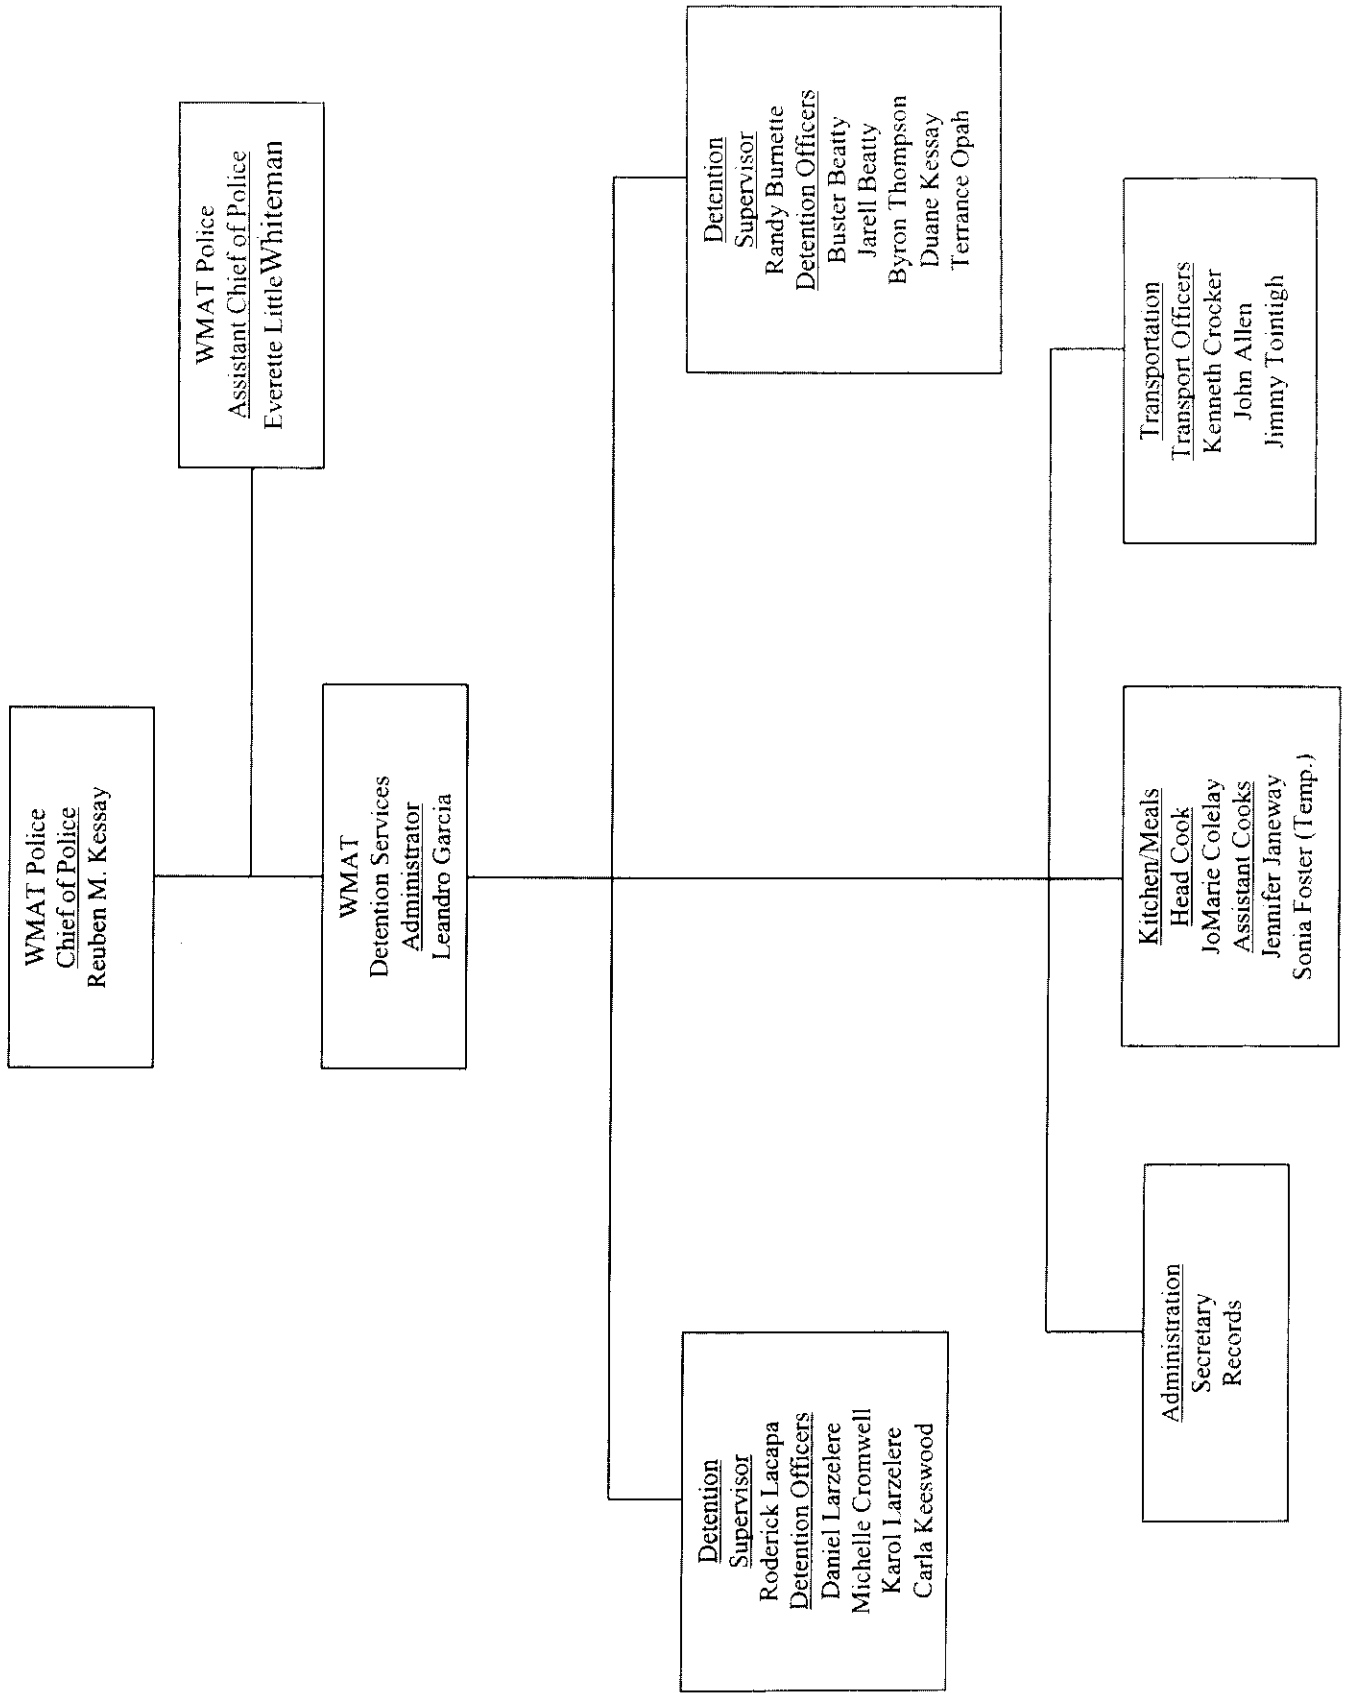 WMAT Police
Chief of Police
Reuben M. Kessay
WMAT Police
Assistant Chief of Police
Everette Little Whiteman
WMAT
Detention Services
Administrator
Leandro Garcia
Detention
Supervisor
Roderick Lacapa
Detention Officers
Daniel Larzelere
Michelle Cromwell
Karol Larzelere
Carla Keeswood
Detention
Supervisor
Randy Burnette
Detention Officers
Buster Beatty
Jarell Beatty
Byron Thompson
Duane Kessay
Terrance Opah
Administration
Secretary
Records
Kitchen/Meals
Head Cook
JoMarie Colelay
Assistant Cooks
Jennifer Janeway
Sonia Foster (Temp.)
Transportation
Transport Officers
Kenneth Crocker
John Allen
Jimmy Tointigh